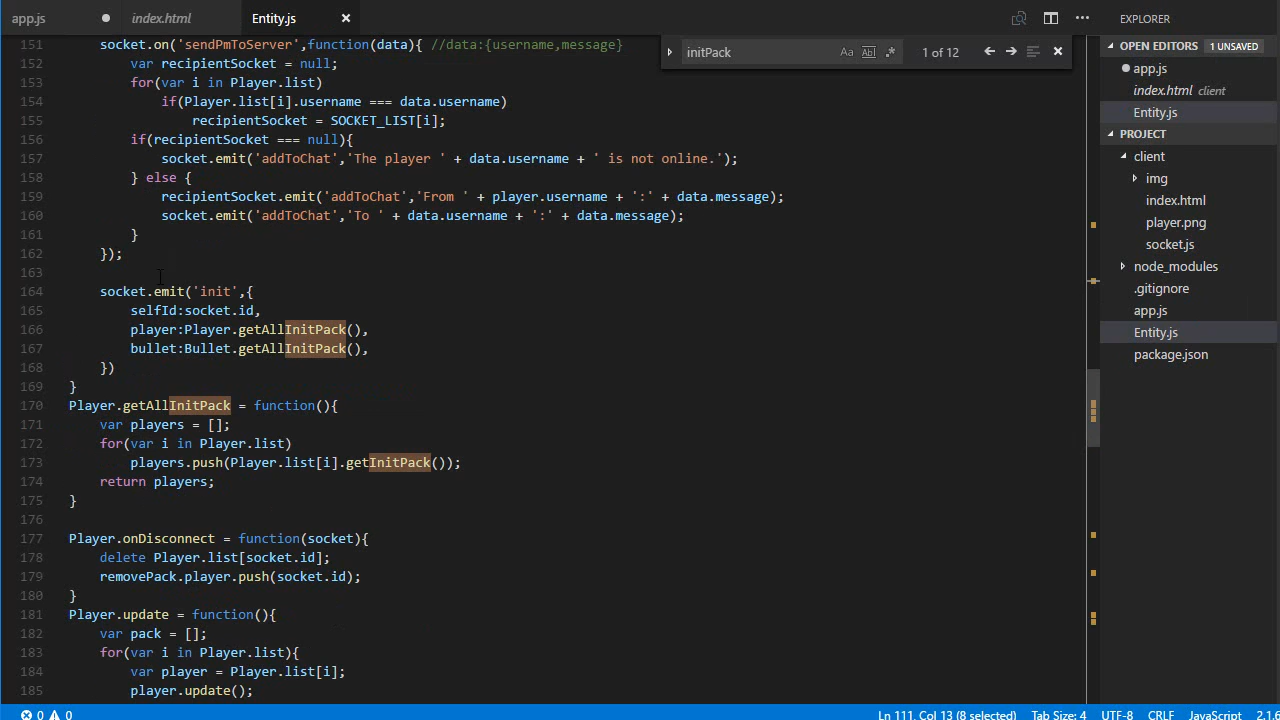 app.js
index.html
Entity.js
EXPLORER
initPack
Aa
Ab|
.*
1 of 12
151 socket.on('sendPmToServer',function(data){ //data:{username,message}
152 var recipientSocket = null;
153 for(var i in Player.list)
154 if(Player.list[i].username === data.username)
155 recipientSocket = SOCKET_LIST[i];
156 if(recipientSocket === null){
157 socket.emit('addToChat','The player ' + data.username + ' is not online.');
158 } else {
159 recipientSocket.emit('addToChat','From ' + player.username + ':' + data.message);
160 socket.emit('addToChat','To ' + data.username + ':' + data.message);
161 }
162 });
163
164 socket.emit('init',{
165 selfId:socket.id,
166 player:Player.getAllInitPack(),
167 bullet:Bullet.getAllInitPack(),
168 })
169 }
170 Player.getAllInitPack = function(){
171 var players = [];
172 for(var i in Player.list)
173 players.push(Player.list[i].getInitPack());
174 return players;
175 }
176
177 Player.onDisconnect = function(socket){
178 delete Player.list[socket.id];
179 removePack.player.push(socket.id);
180 }
181 Player.update = function(){
182 var pack = [];
183 for(var i in Player.list){
184 var player = Player.list[i];
185 player.update();
OPEN EDITORS 1 UNSAVED
app.js
index.html client
Entity.js
PROJECT
client
img
index.html
player.png
socket.js
node_modules
.gitignore
app.js
Entity.js
package.json
0 0
Ln 111, Col 13 (8 selected) Tab Size: 4 UTF-8 CRLF JavaScript 2.1.6